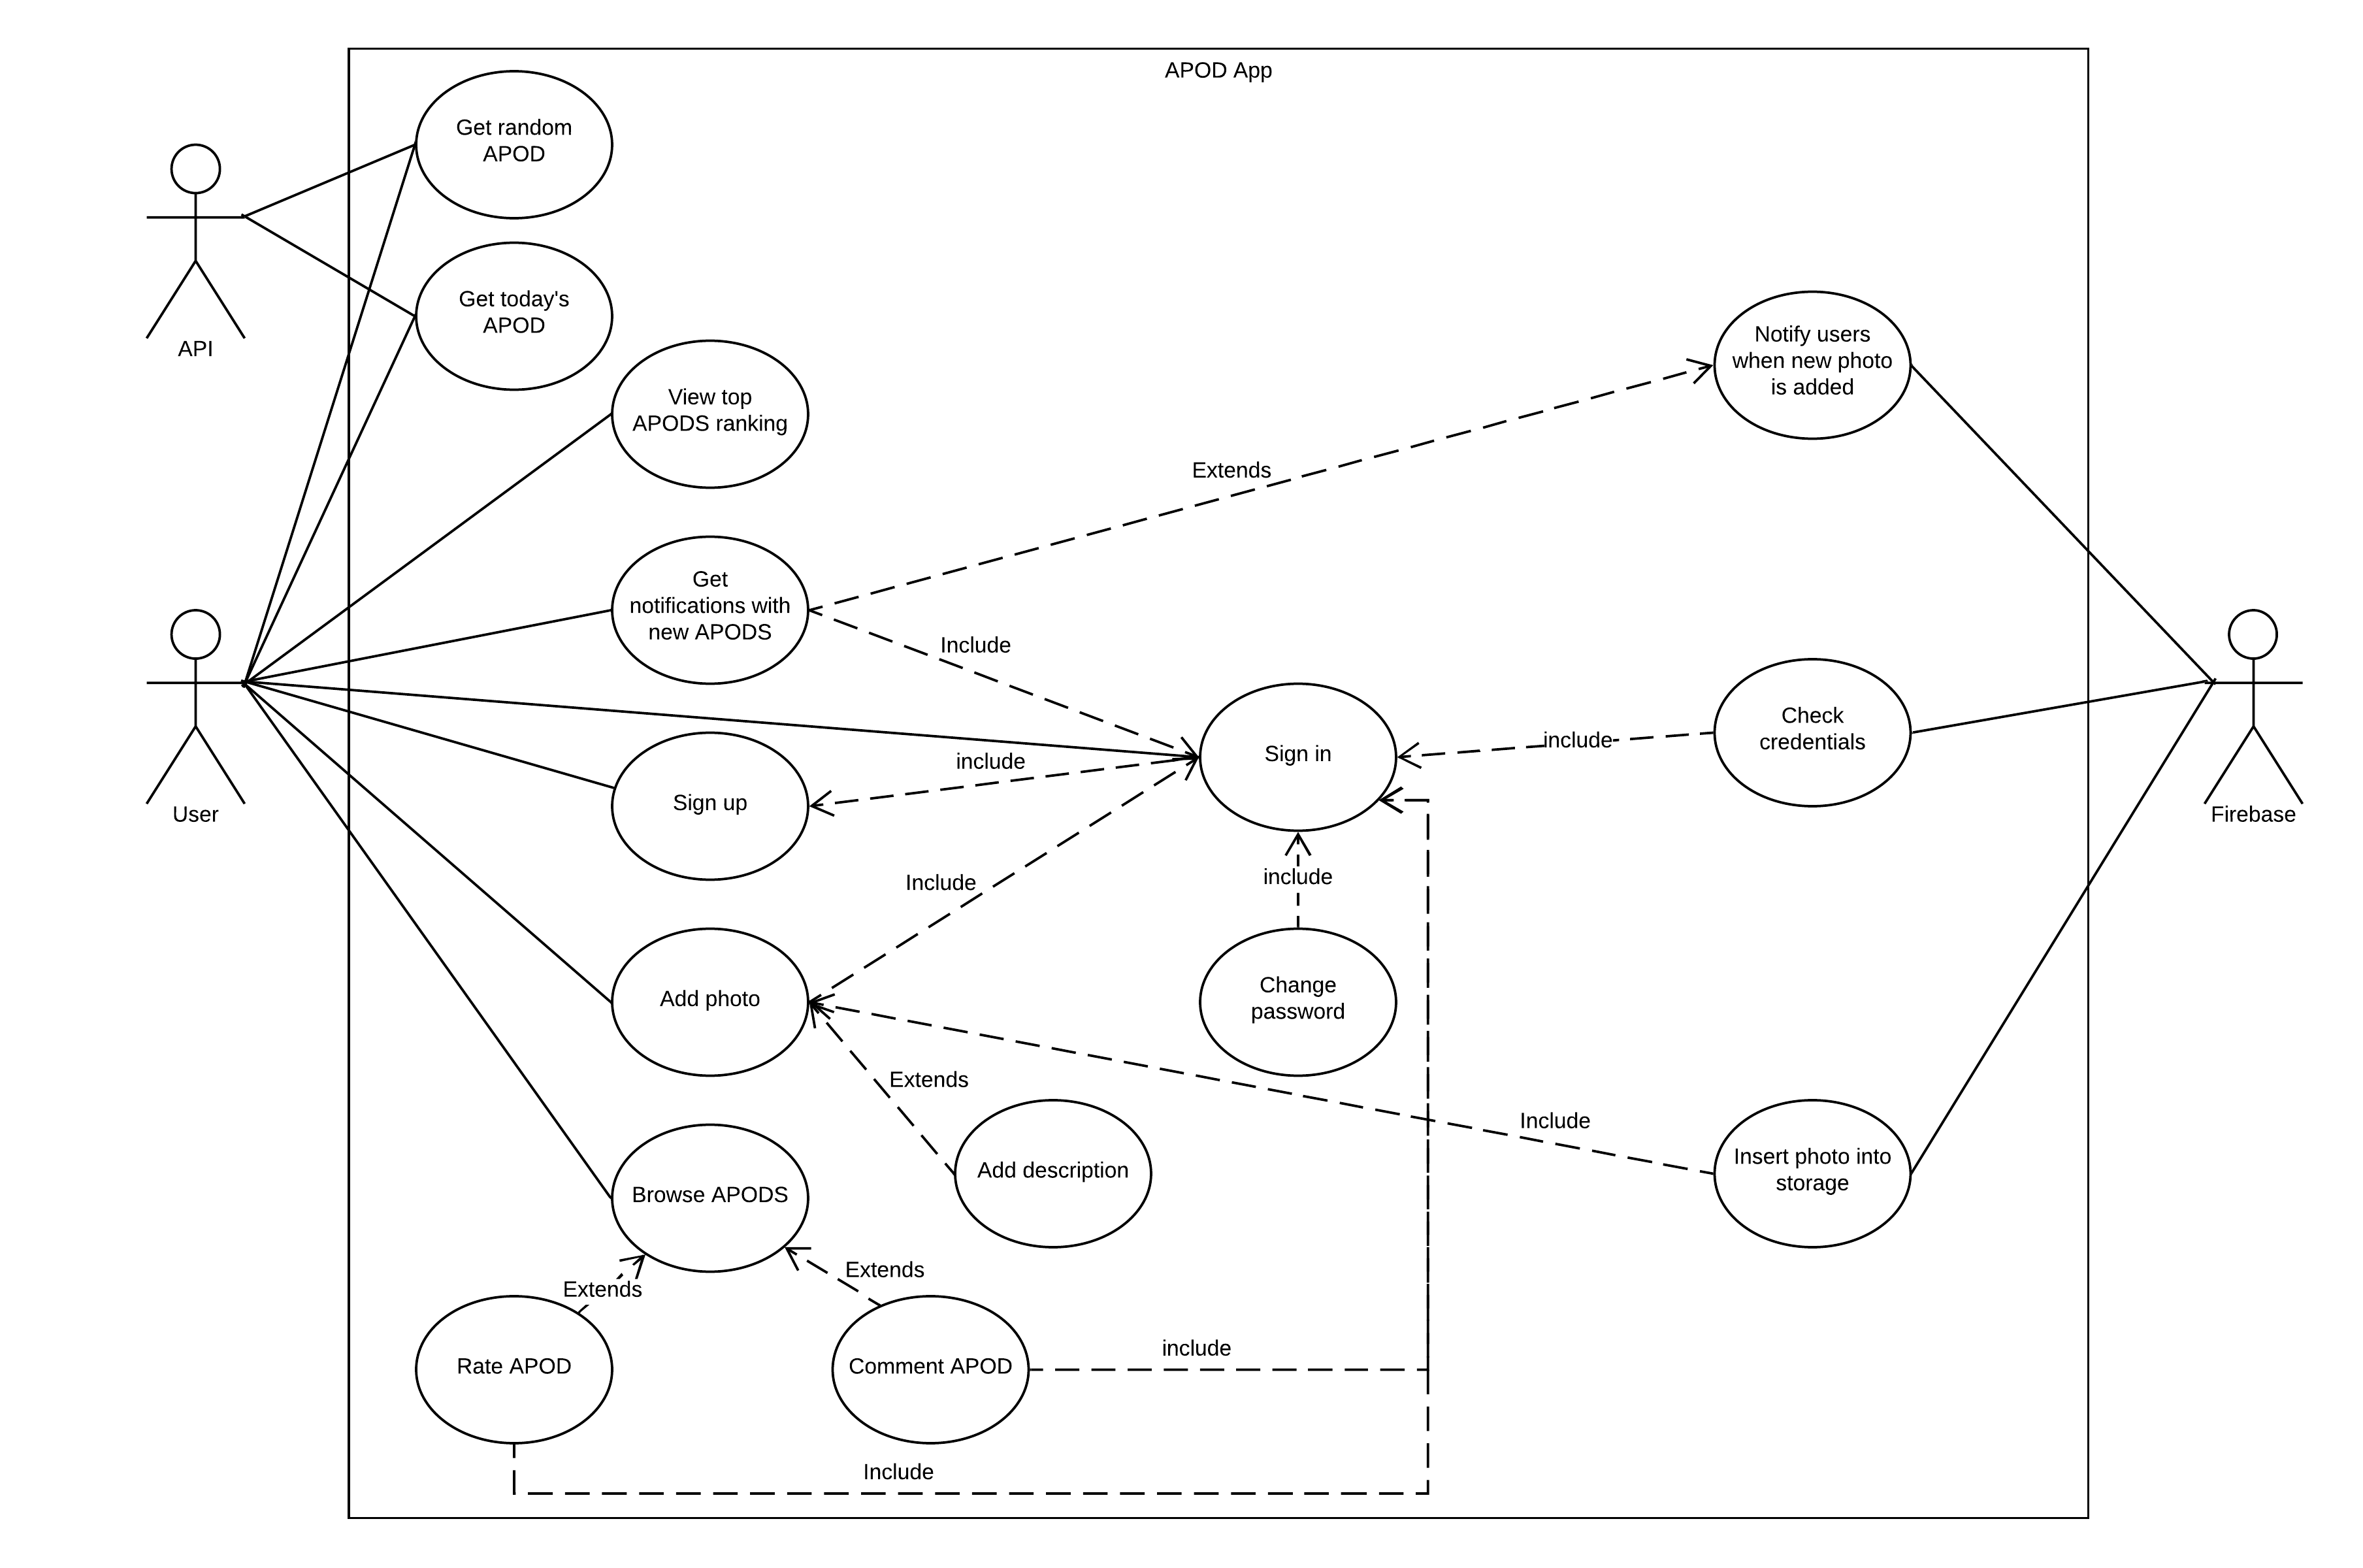 APOD App
Get random
APOD
Get today's
APOD
API
View top
APODS ranking
Notify users
when new photo
is added
Extends
Get
notifications with
new APODS
Include
User
Sign up
include
Sign in
include
Check
credentials
Firebase
Include
include
Add photo
Change
password
Extends
Include
Add description
Insert photo into
storage
Browse APODS
Extends
Extends
Rate APOD
Comment APOD
include
Include